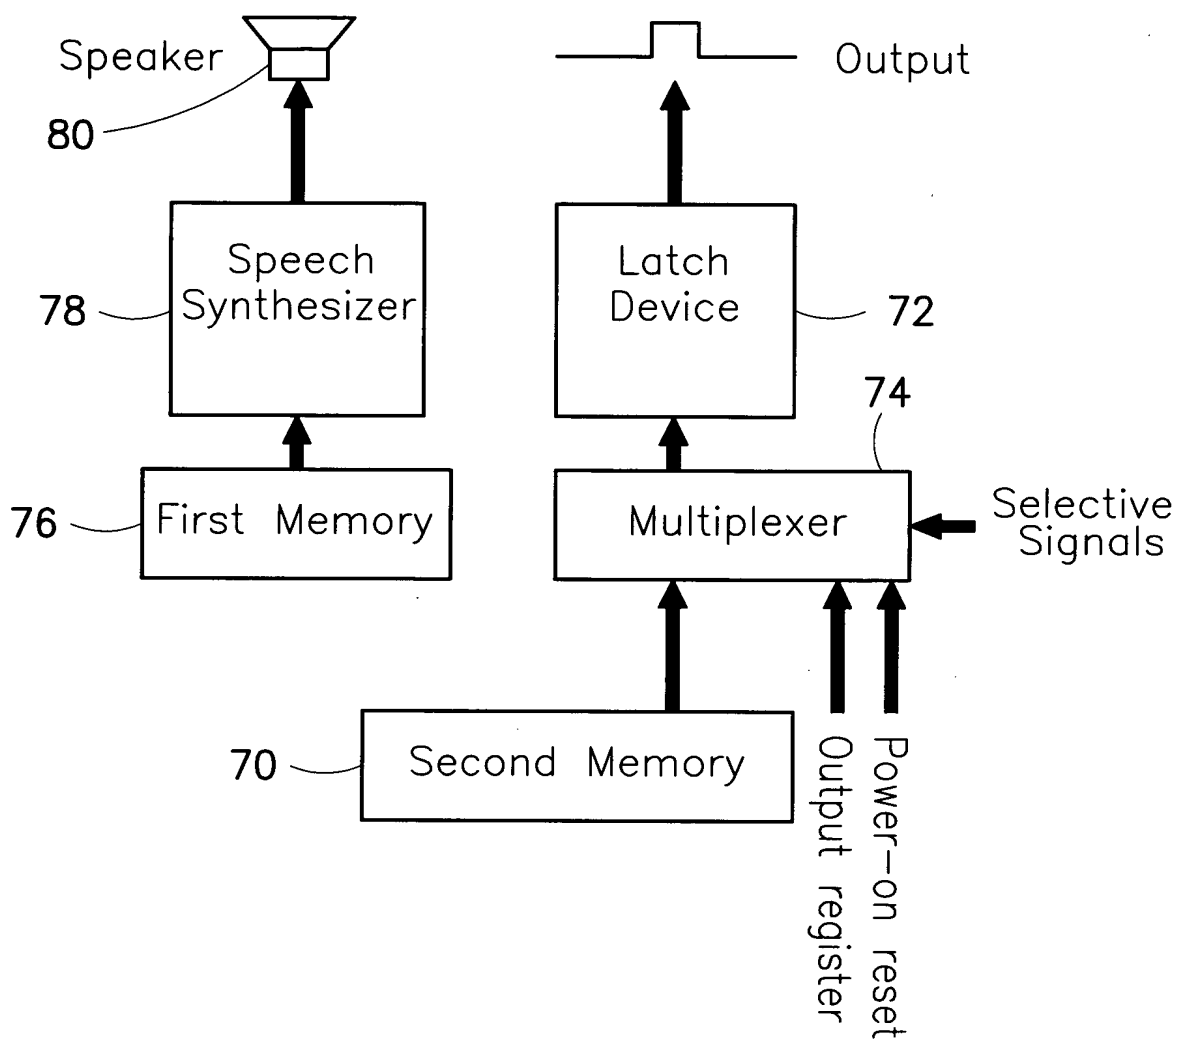 Speaker
80
Output
Speech
Synthesizer
78
Latch
Device
72
74
First Memory
76
Multiplexer
Selective
Signals
Second Memory
70
Output register
Power-on reset